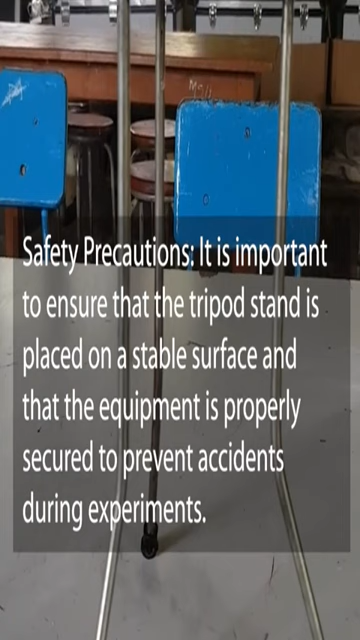 Safety Precautions: It is important
to ensure that the tripod stand is
placed on a stable surface and
that the equipment is properly
secured to prevent accidents
during experiments.